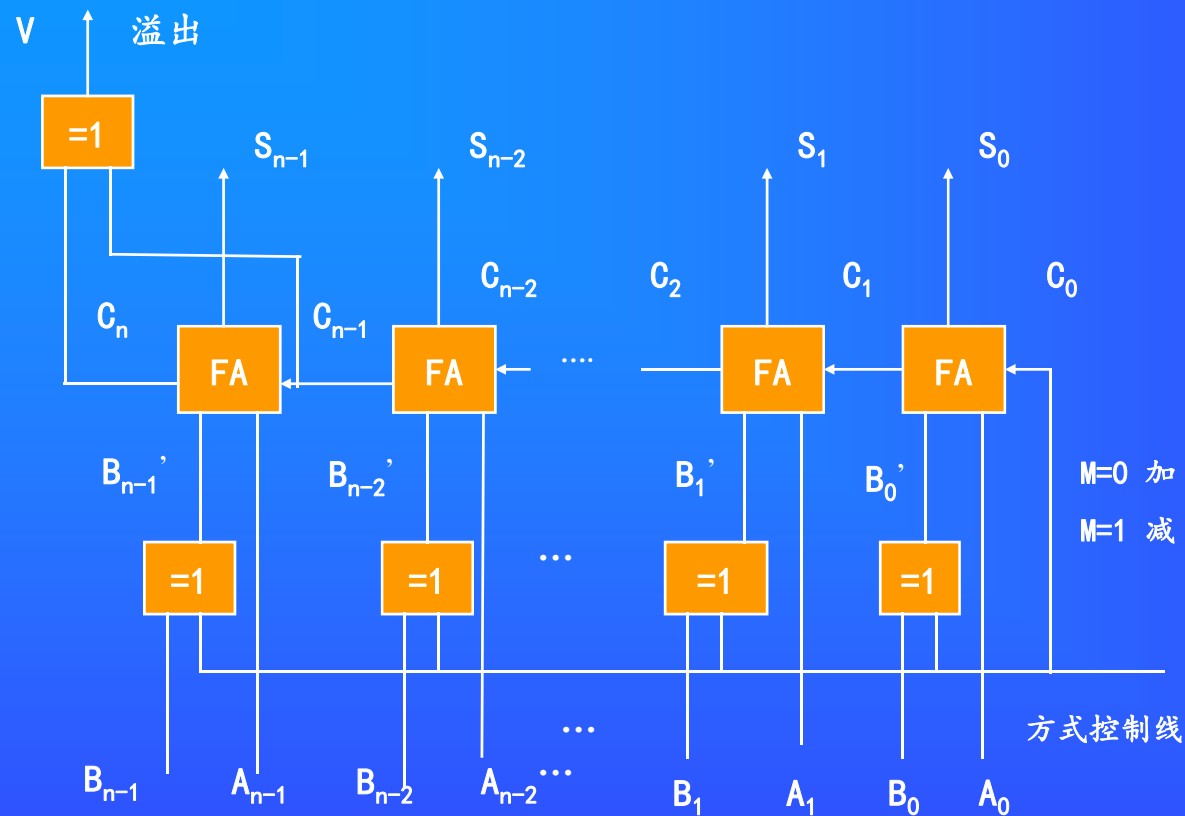 V 溢出
=1
Sn-1 Sn-2 S1 S0
Cn-2 C2 C1 C0
Cn Cn-1
FA FA .... FA FA
Bn-1’ Bn-2’ B1’ B0’
M=0 加
M=1 减
=1 =1 ... =1 =1
...
方式控制线
Bn-1 An-1 Bn-2 An-2 ... B1 A1 B0 A0